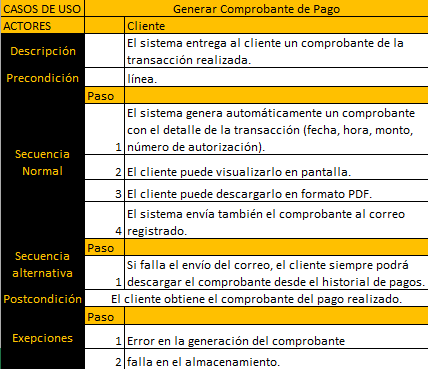 CASOS DE USO Generar Comprobante de Pago
ACTORES Cliente
Descripción El sistema entrega al cliente un comprobante de la
transacción realizada.
Precondición línea.
Paso
Secuencia Normal
El sistema genera automáticamente un comprobante
con el detalle de la transacción (fecha, hora, monto,
1 número de autorización).
2 El cliente puede visualizarlo en pantalla.
3 El cliente puede descargarlo en formato PDF.
El sistema envía también el comprobante al correo
4 registrado.
Secuencia alternativa
Paso
Si falla el envío del correo, el cliente siempre podrá
1 descargar el comprobante desde el historial de pagos.
Postcondición El cliente obtiene el comprobante del pago realizado.
Exepciones
Paso
1 Error en la generación del comprobante
2 falla en el almacenamiento.